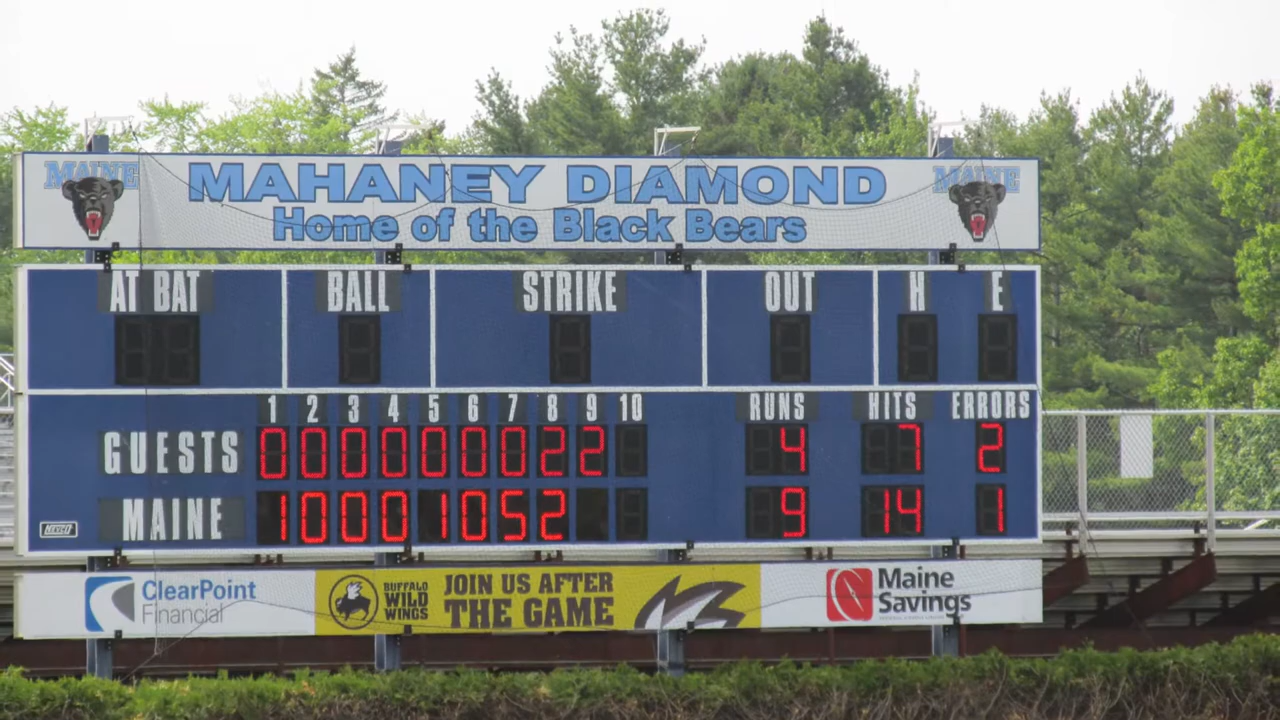 MAINE MAHANEY DIAMOND MAINE
Home of the Black Bears
AT BAT BALL STRIKE OUT H E
1 2 3 4 5 6 7 8 9 10 RUNS HITS ERRORS
GUESTS 0 0 0 0 0 0 0 2 2 4 7 2
MAINE 1 0 0 0 1 0 5 2 9 14 1
NEVCO
ClearPoint
Financial
BUFFALO
WILD
WINGS
JOIN US AFTER
THE GAME
Maine
Savings